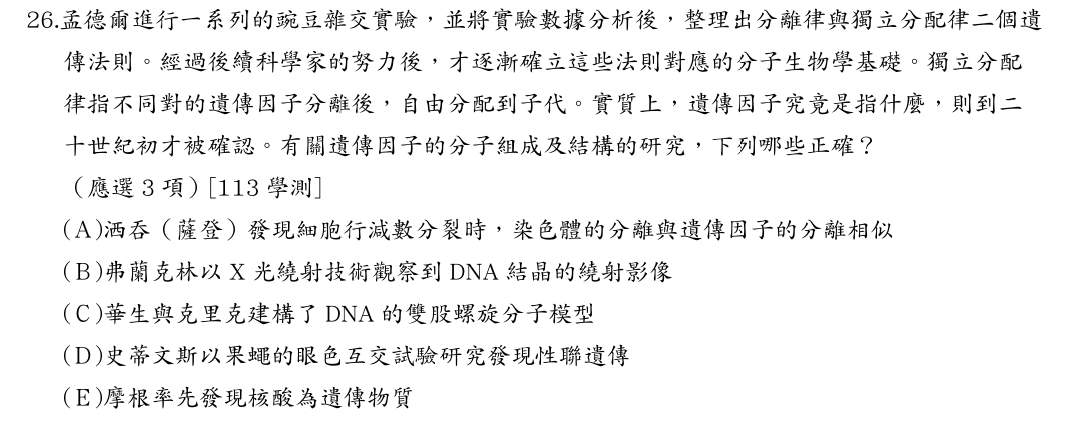 26.孟德爾進行一系列的豌豆雜交實驗，並將實驗數據分析後，整理出分離律與獨立分配律二個遺
傳法則。經過後續科學家的努力後，才逐漸確立這些法則對應的分子生物學基礎。獨立分配
律指不同對的遺傳因子分離後，自由分配到子代。實質上，遺傳因子究竟是指什麼，則到二
十世紀初才被確認。有關遺傳因子的分子組成及結構的研究，下列哪些正確？
（應選 3 項）[113 學測]
(A)洒吞（薩登）發現細胞行減數分裂時，染色體的分離與遺傳因子的分離相似
(B)弗蘭克林以 X 光繞射技術觀察到 DNA 結晶的繞射影像
(C)華生與克里克建構了 DNA 的雙股螺旋分子模型
(D)史蒂文斯以果蠅的眼色互交試驗研究發現性聯遺傳
(E)摩根率先發現核酸為遺傳物質